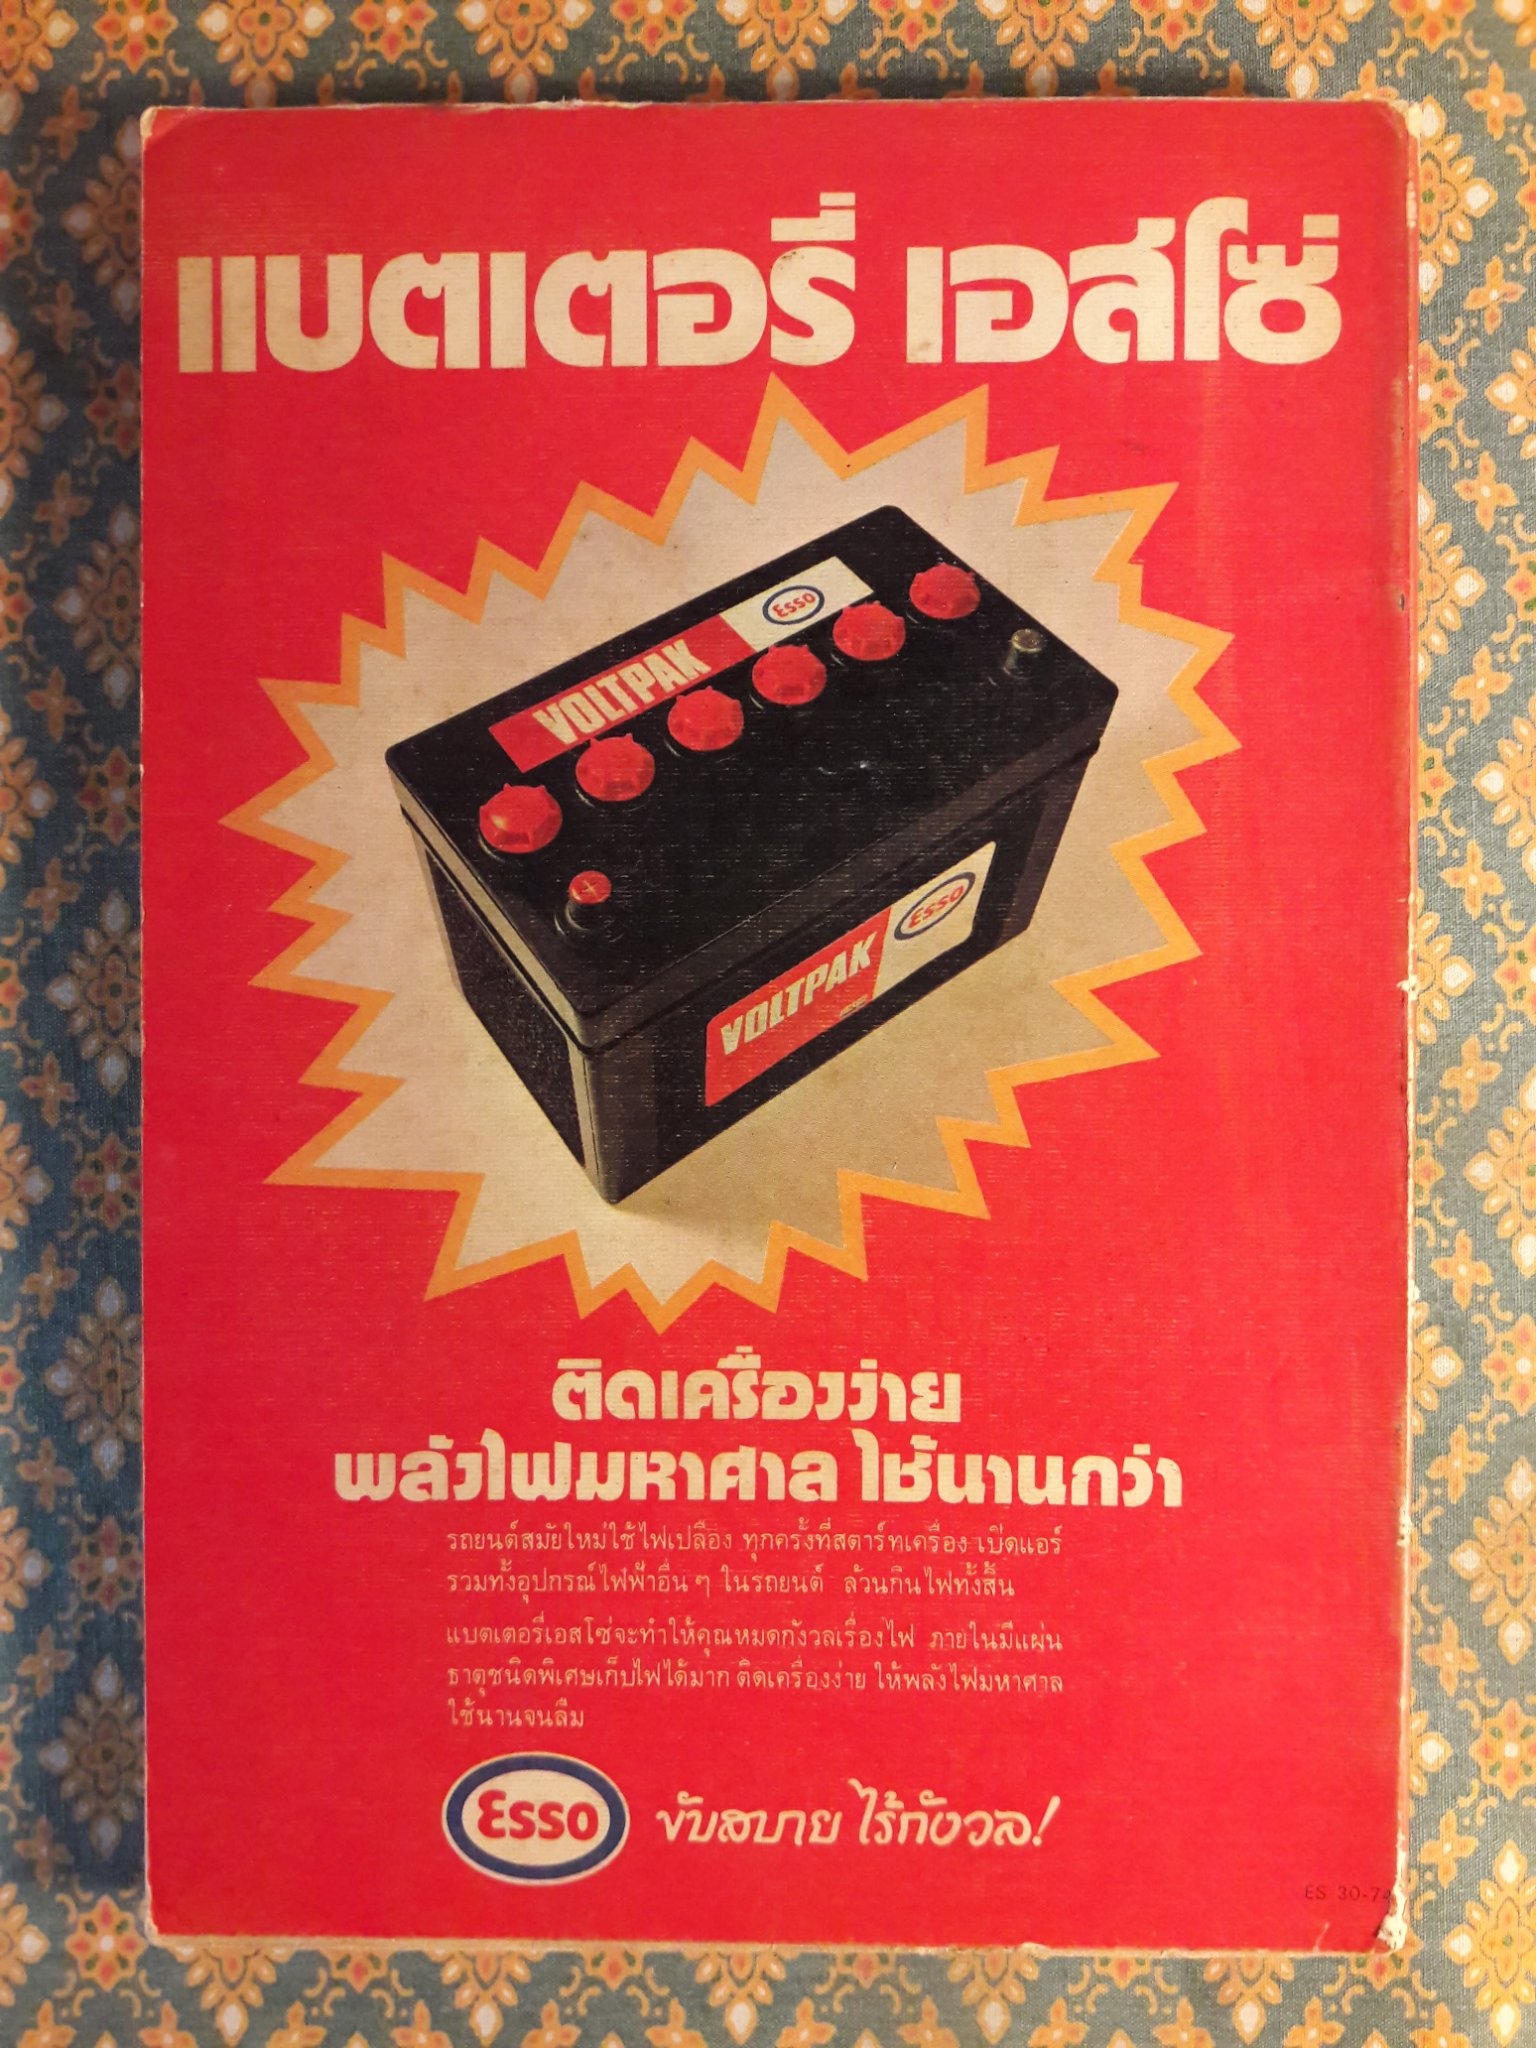 แบตเตอรี่ เอสโซ่
ESSO
VOLTPAK
VOLTPAK
ESSO
ติดเครื่องง่าย
พลังไฟมหาศาล ใช้นานกว่า
รถยนต์สมัยใหม่ใช้ไฟเปลือง ทุกครั้งที่สตาร์ทเครื่อง เปิดแอร์
รวมทั้งอุปกรณ์ไฟฟ้าอื่น ๆ ในรถยนต์ ล้วนกินไฟทั้งสิ้น
แบตเตอรี่เอสโซ่จะทำให้คุณหมดกังวลเรื่องไฟ ภายในมีแผ่น
ธาตุชนิดพิเศษเก็บไฟได้มาก ติดเครื่องง่าย ให้พลังไฟมหาศาล
ใช้นานจนลืม
Esso ขับสบาย ไร้กังวล!
ES